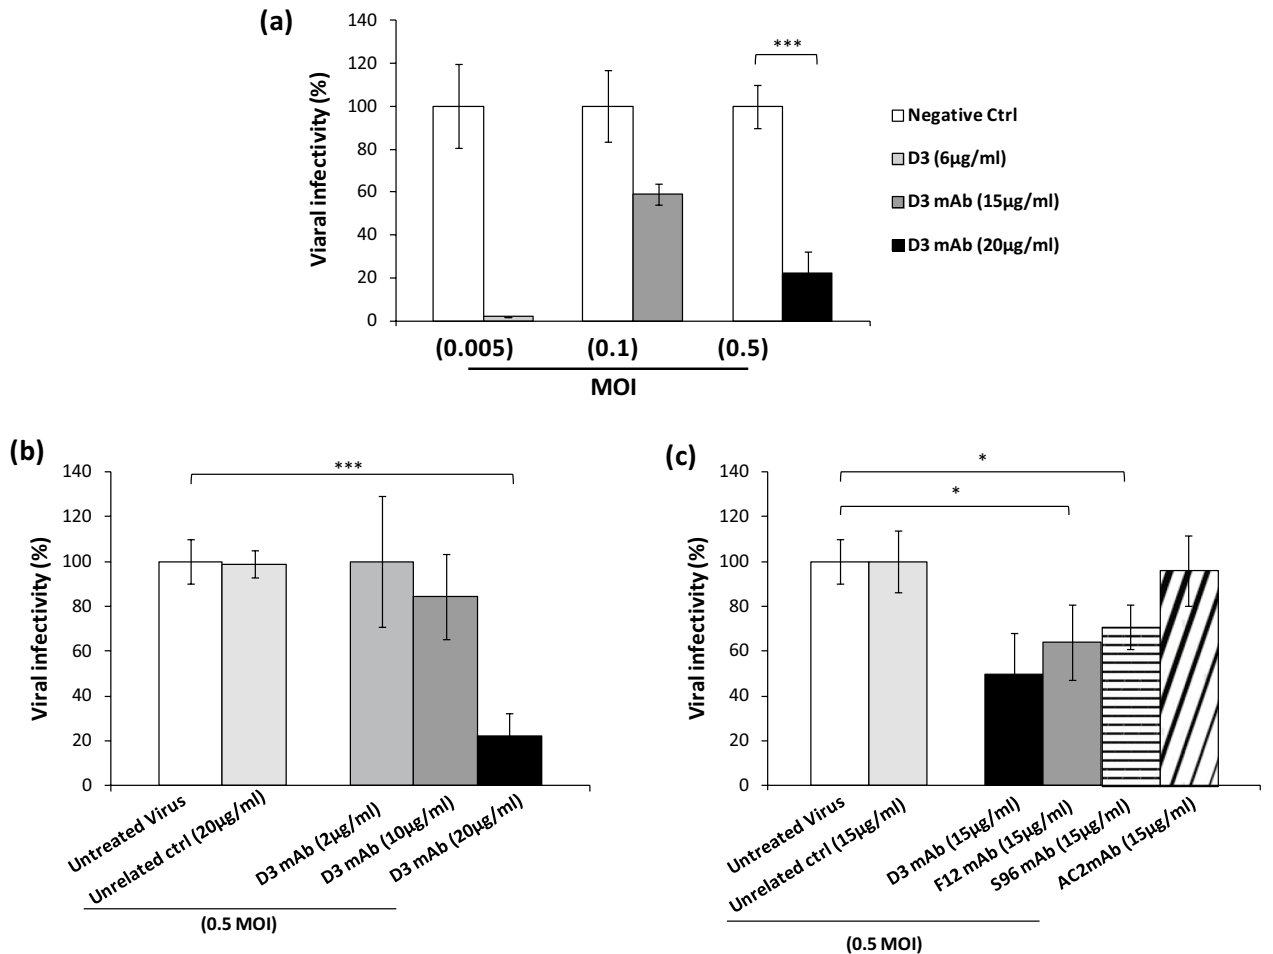 (a)
Viaral infectivity (%)
140
120
100
80
60
40
20
0
***
(0.005) (0.1) (0.5)
MOI
Negative Ctrl
D3 (6µg/ml)
D3 mAb (15µg/ml)
D3 mAb (20µg/ml)
(b)
Viral infectivity (%)
140
120
100
80
60
40
20
0
***
Untreated Virus
Unrelated ctrl (20µg/ml)
D3 mAb (2µg/ml)
D3 mAb (10µg/ml)
D3 mAb (20µg/ml)
(0.5 MOI)
(c)
Viral infectivity (%)
140
120
100
80
60
40
20
0
*
*
Untreated Virus
Unrelated ctrl (15µg/ml)
D3 mAb (15µg/ml)
F12 mAb (15µg/ml)
S96 mAb (15µg/ml)
AC2mAb (15µg/ml)
(0.5 MOI)